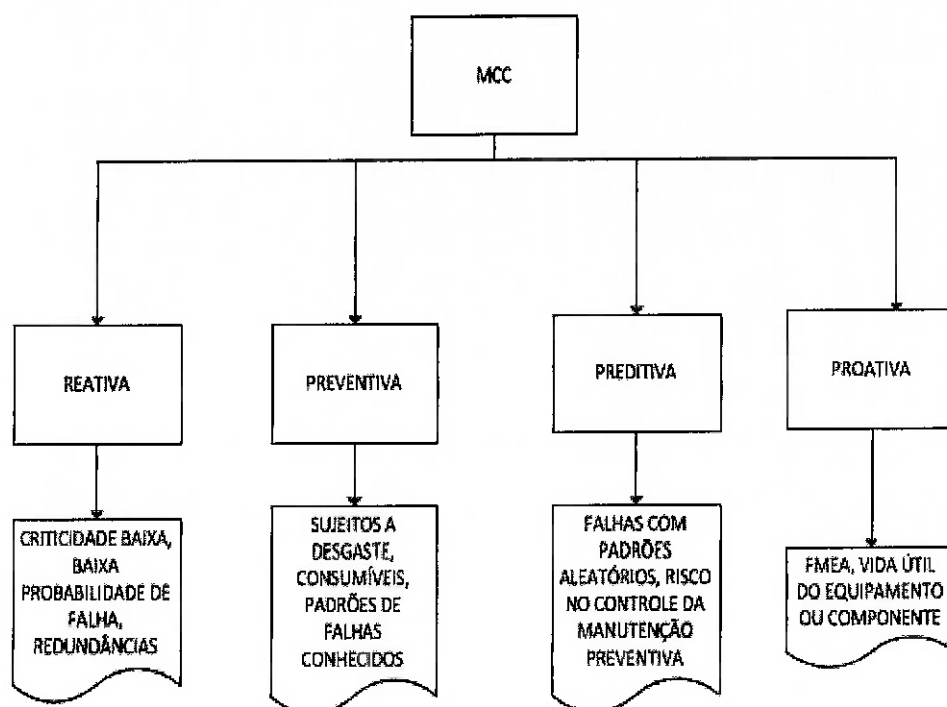 MCC
REATIVA
PREVENTIVA
PREDITIVA
PROATIVA
CRITICIDADE BAIXA,
BAIXA
PROBABILIDADE DE
FALHA,
REDUNDÂNCIAS
SUJEITOS A
DESGASTE,
CONSUMÍVEIS,
PADRÕES DE
FALHAS
CONHECIDOS
FALHAS COM
PADRÕES
ALEATÓRIOS, RISCO
NO CONTROLE DA
MANUTENÇÃO
PREVENTIVA
FMEA, VIDA ÚTIL
DO EQUIPAMENTO
OU COMPONENTE